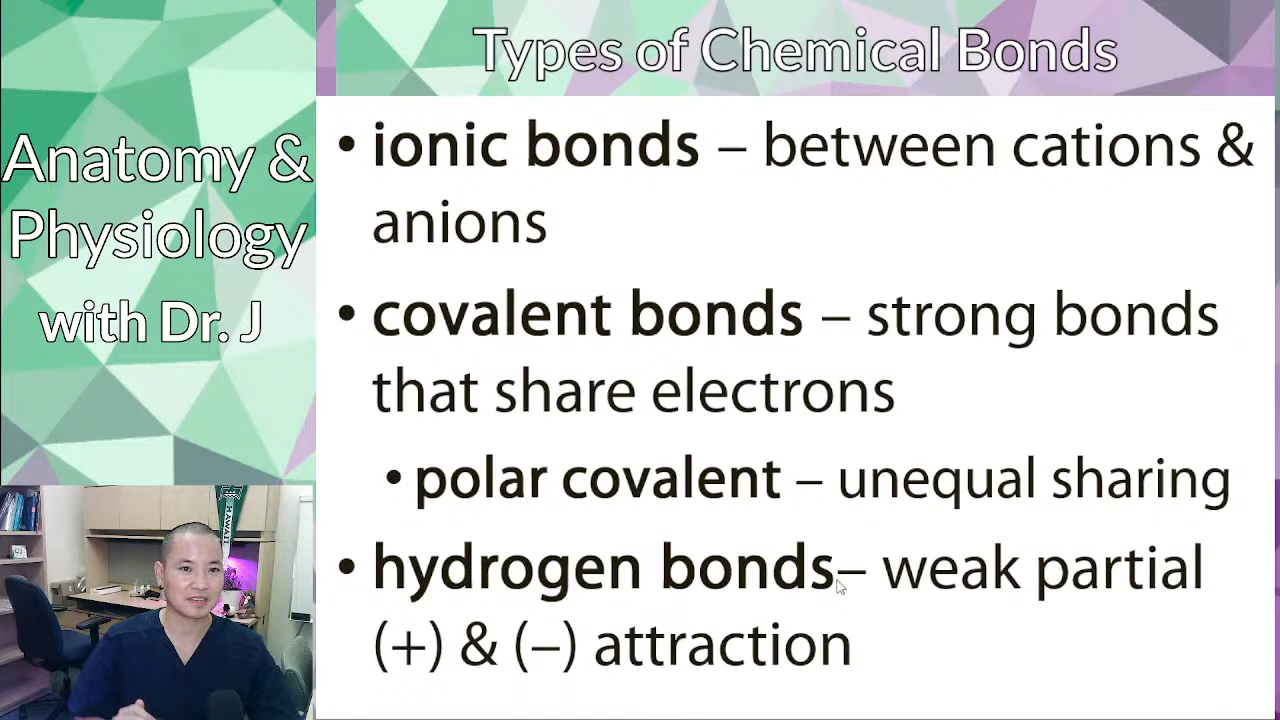 Types of Chemical Bonds
Anatomy &
Physiology
with Dr. J
• ionic bonds – between cations &
anions
• covalent bonds – strong bonds
that share electrons
• polar covalent – unequal sharing
• hydrogen bonds– weak partial
(+) & (–) attraction
HAWAII